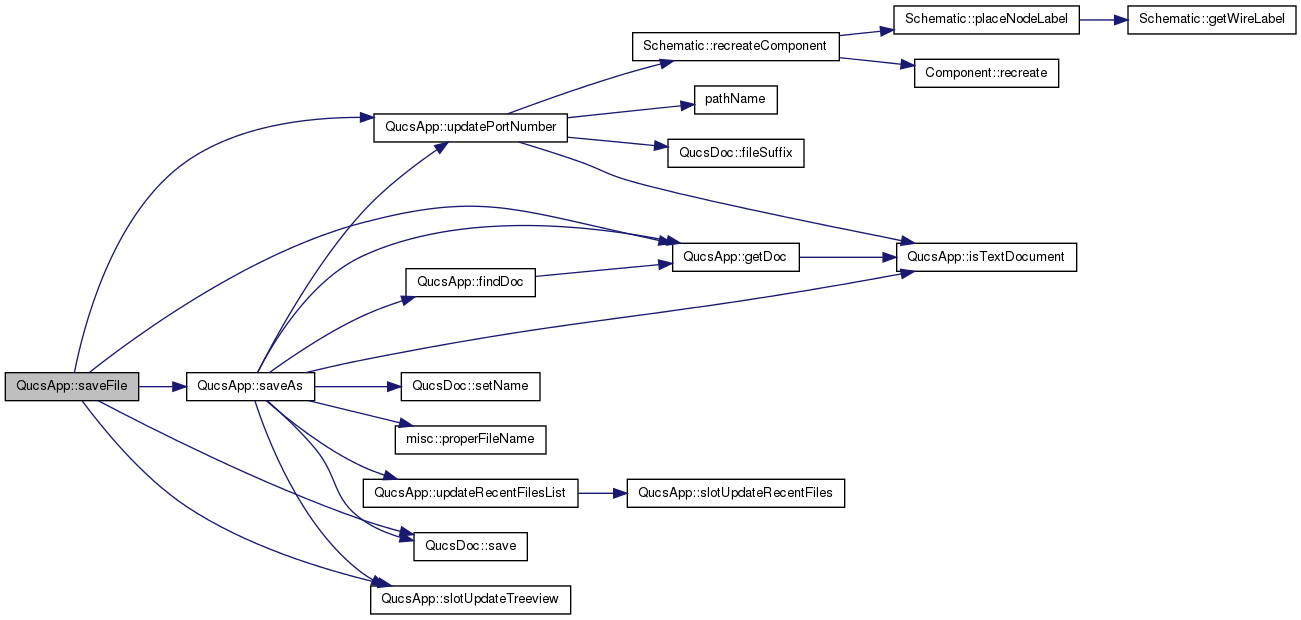 Schematic::placeNodeLabel
Schematic::getWireLabel
Schematic::recreateComponent
Component::recreate
pathName
QucsApp::updatePortNumber
QucsDoc::fileSuffix
QucsApp::getDoc
QucsApp::isTextDocument
QucsApp::findDoc
QucsApp::saveFile
QucsApp::saveAs
QucsDoc::setName
misc::properFileName
QucsApp::updateRecentFilesList
QucsApp::slotUpdateRecentFiles
QucsDoc::save
QucsApp::slotUpdateTreeview